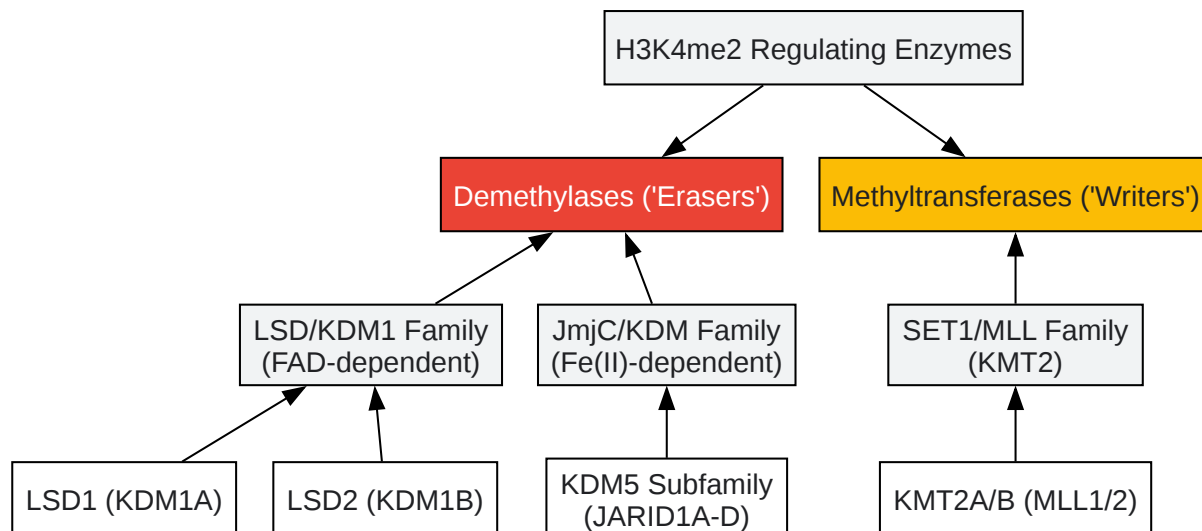 H3K4me2 Regulating Enzymes
Demethylases ('Erasers')
Methyltransferases ('Writers')
LSD/KDM1 Family
(FAD-dependent)
JmjC/KDM Family
(Fe(II)-dependent)
SET1/MLL Family
(KMT2)
LSD1 (KDM1A)
LSD2 (KDM1B)
KDM5 Subfamily
(JARID1A-D)
KMT2A/B (MLL1/2)